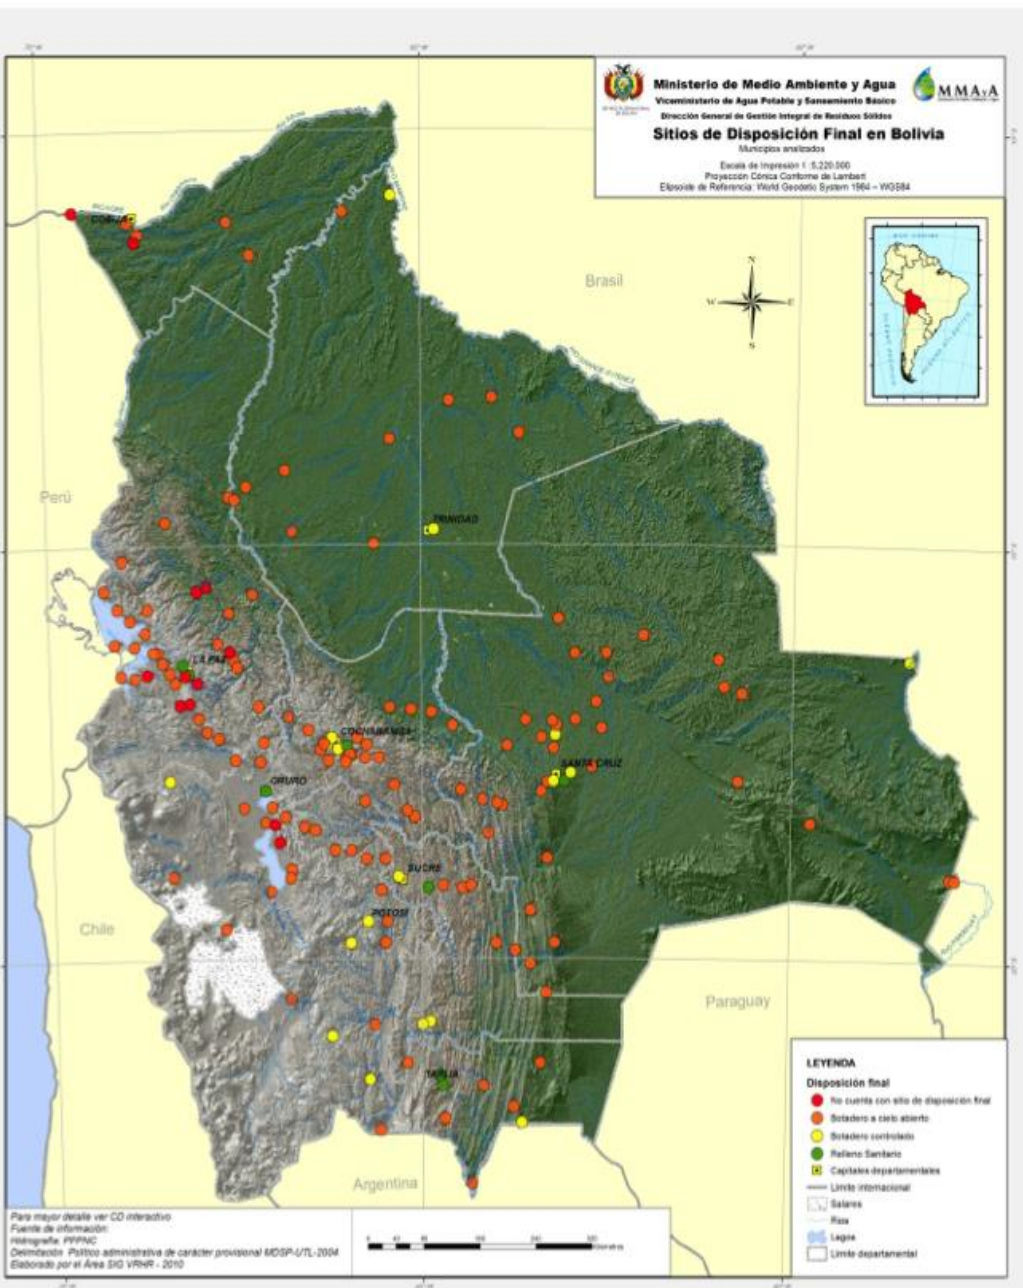 Ministerio de Medio Ambiente y Agua
Viceministerio de Agua Potable y Saneamiento Básico
Dirección General de Gestión Integral de Residuos Sólidos
Sitios de Disposición Final en Bolivia
Municipios analizados
Escala de Impresión 1:5.220.000
Proyección Cónica Conforme de Lambert
Elipsoide de Referencia: World Geodetic System 1984 – WGS84
MMAyA
COBIJA
Brasil
N
W
E
S
Perú
TRINIDAD
LA PAZ
COCHABAMBA
SANTA CRUZ
ORURO
SUCRE
POTOSI
Chile
Paraguay
TARIJA
Argentina
LEYENDA
Disposición final
No cuenta con sitio de disposición final
Botadero a cielo abierto
Botadero controlado
Relleno Sanitario
Capitales departamentales
Limite internacional
Salares
Rios
Lagos
Limite departamental
Para mayor detalle ver CD interactivo
Fuente de información:
Hidrografía: PPPNC
Delimitación Político administrativa de carácter provisional MDSP-UTL-2004
Elaborado por el Área SIG VRHR - 2010